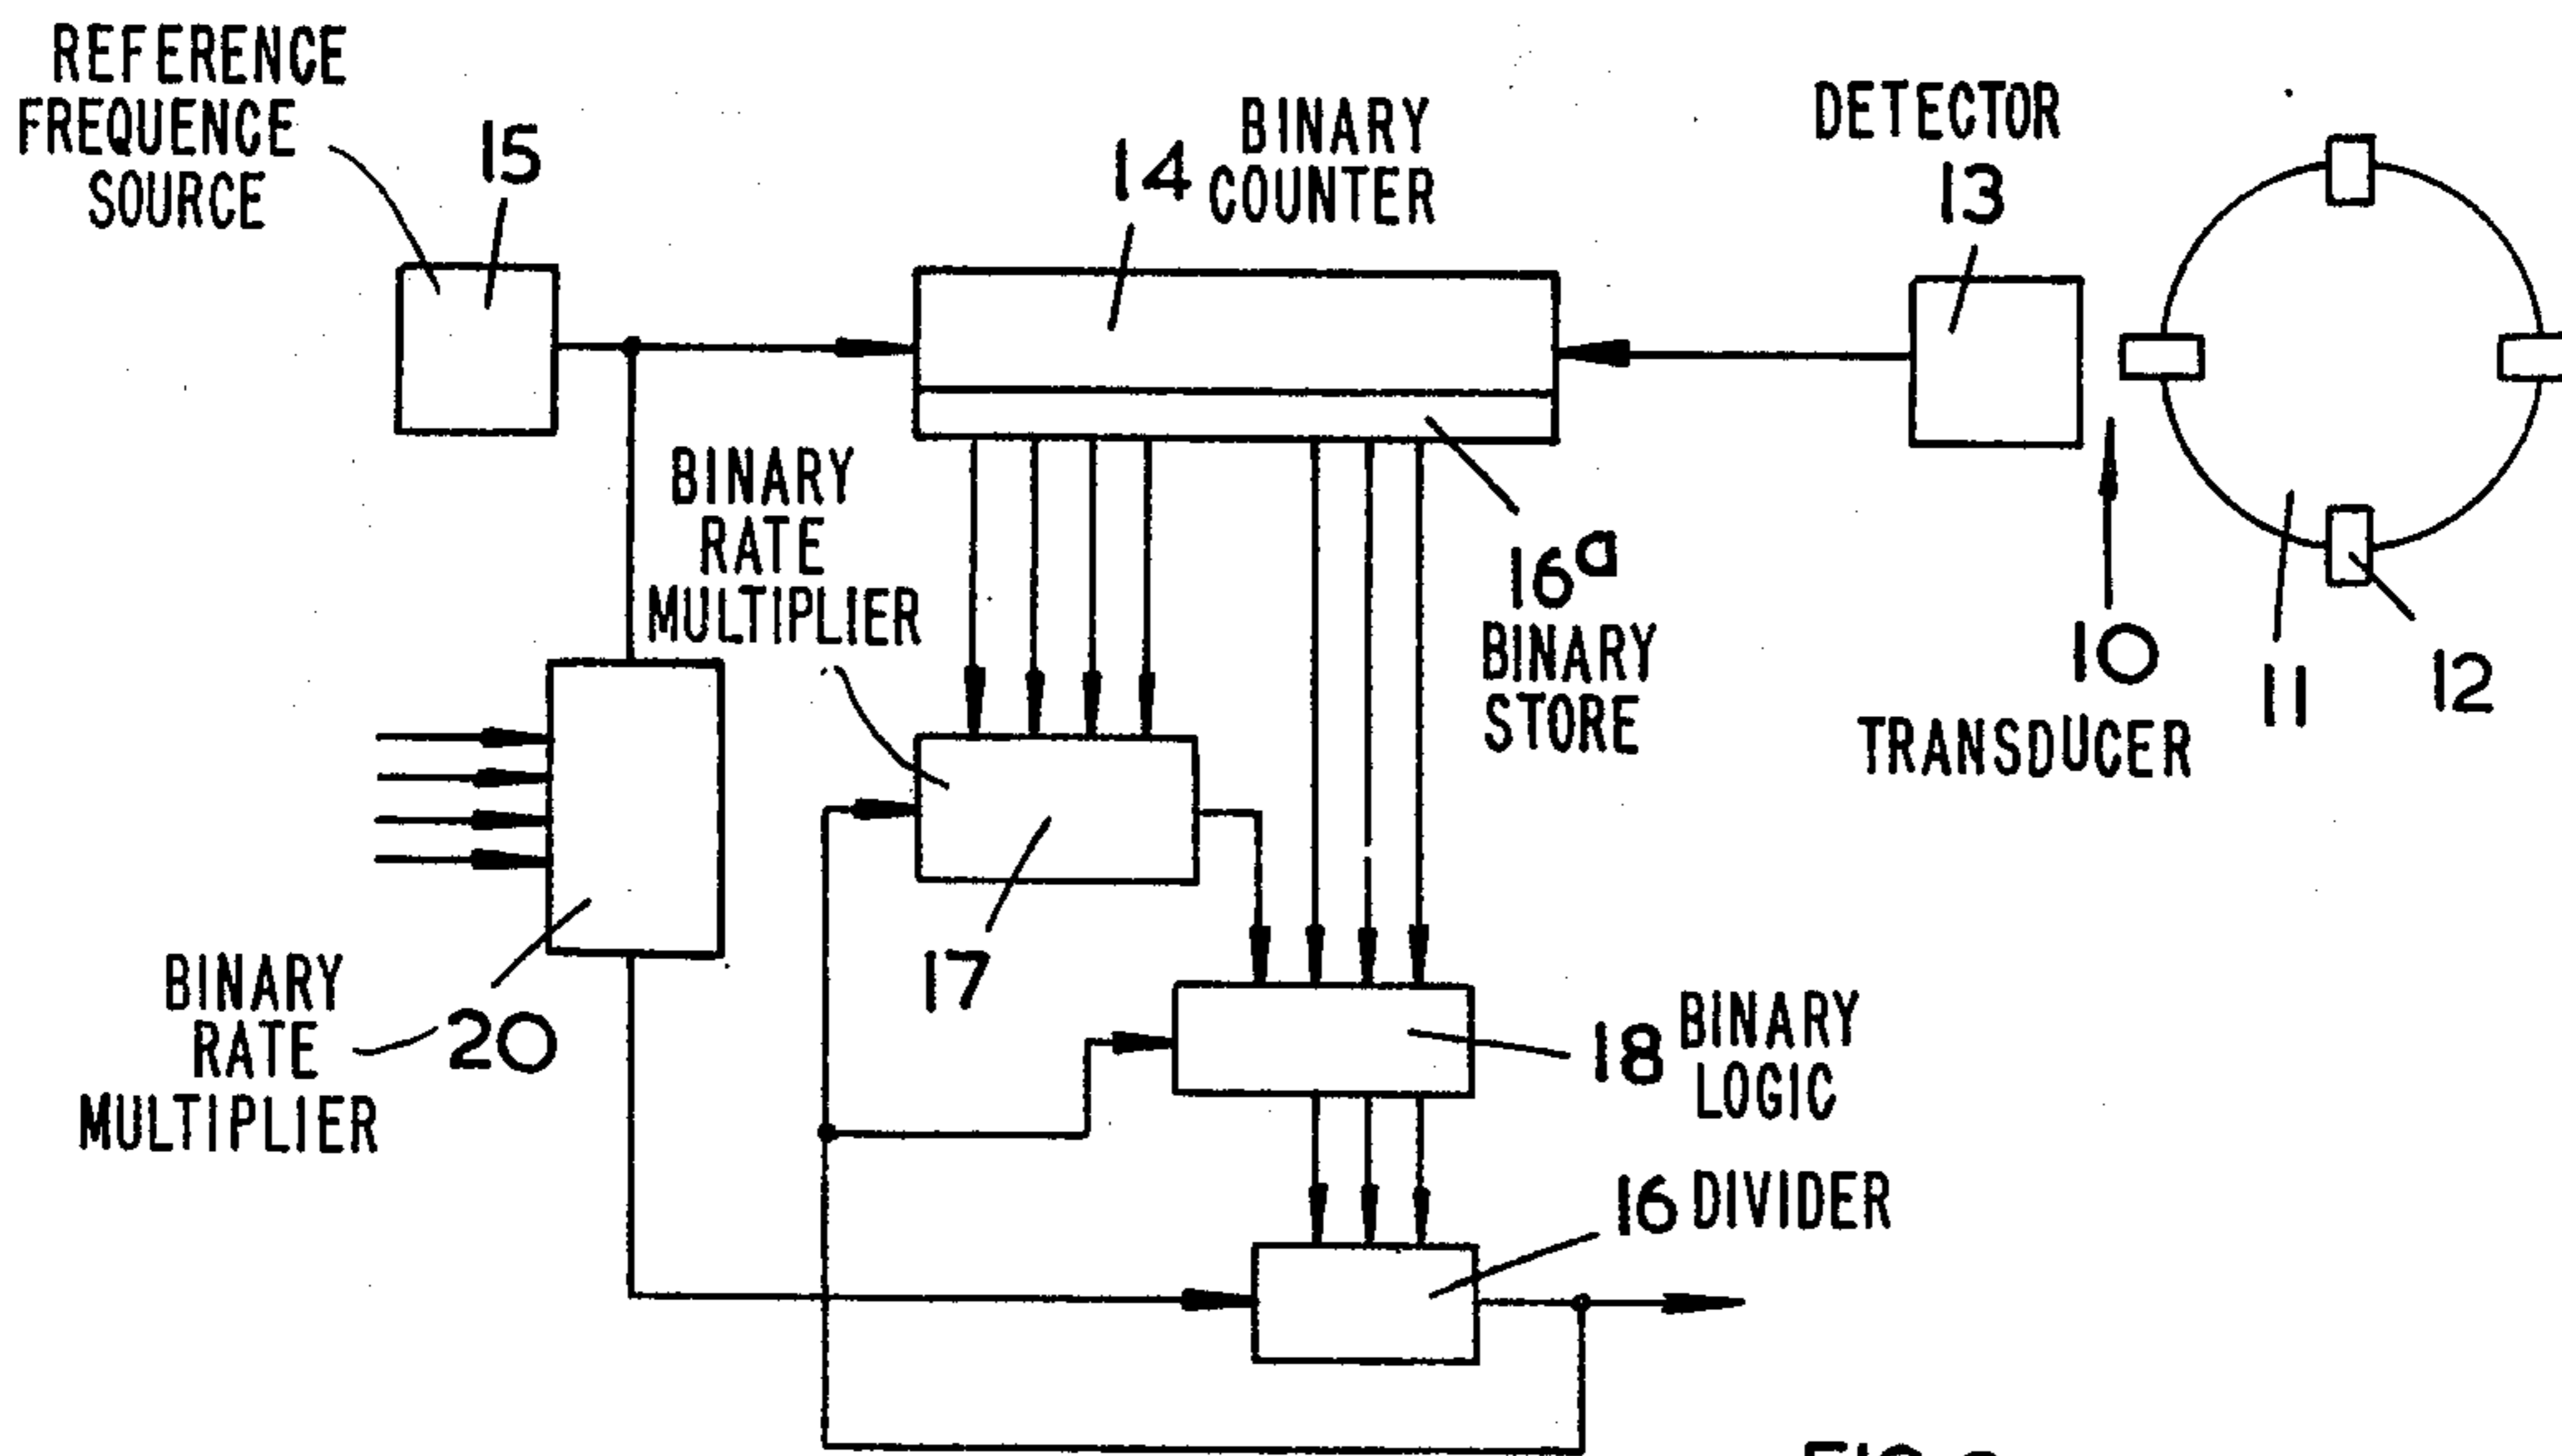 REFERENCE
FREQUENCE
SOURCE
15
14
BINARY
COUNTER
DETECTOR
13
BINARY
RATE
MULTIPLIER
16a
BINARY
STORE
10
TRANSDUCER
11
12
17
BINARY
RATE
MULTIPLIER
20
18
BINARY
LOGIC
16 DIVIDER